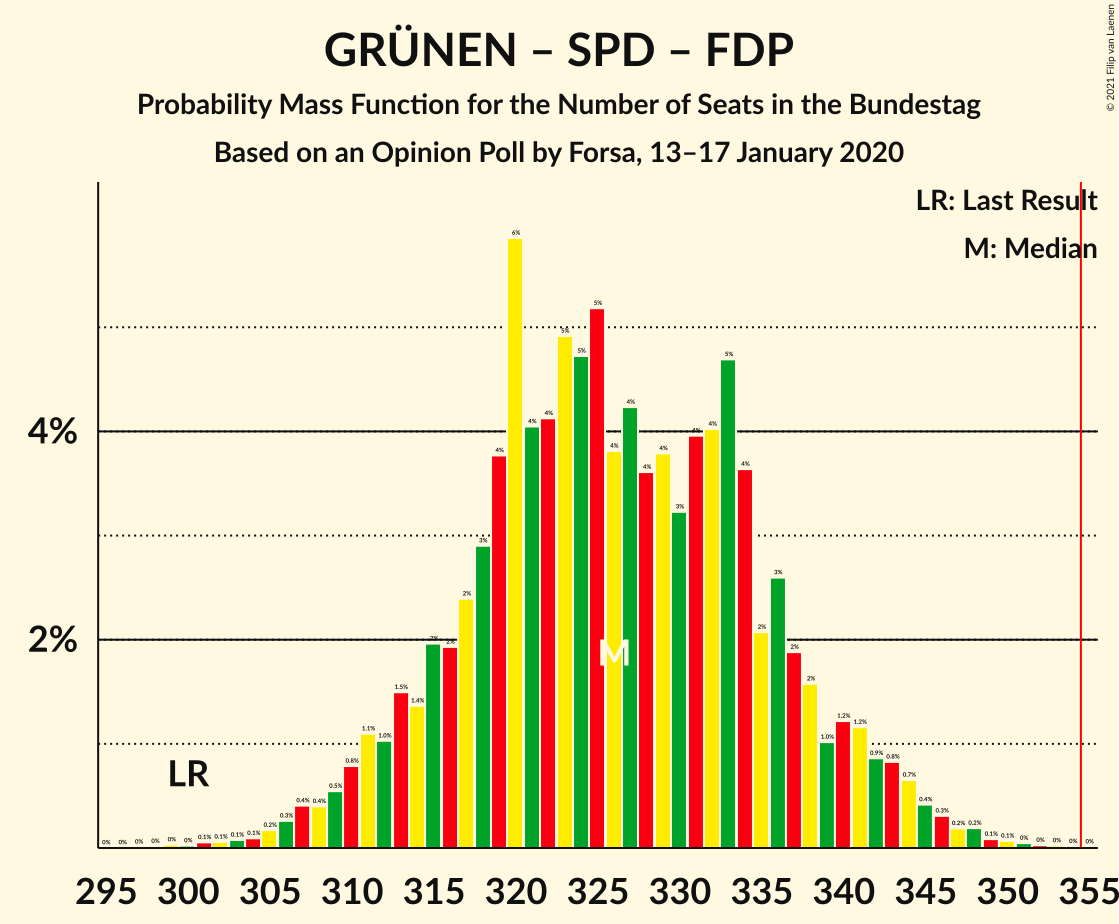 GRÜNEN – SPD – FDP
Probability Mass Function for the Number of Seats in the Bundestag
Based on an Opinion Poll by Forsa, 13–17 January 2020
© 2021 Filip van Laenen
LR: Last Result
M: Median
4%
2%
0% 0% 0% 0% 0% 0% 0.1% 0.1% 0.1% 0.1% 0.2% 0.3% 0.4% 0.4% 0.5% 0.8% 1.1% 1.0% 1.5% 1.4% 2% 2% 2% 3% 4% 6% 4% 4% 5% 5% 5% 4% 4% 4% 4% 3% 4% 4% 5% 4% 2% 3% 2% 2% 1.0% 1.2% 1.2% 0.9% 0.8% 0.7% 0.4% 0.3% 0.2% 0.2% 0.1% 0.1% 0% 0% 0% 0% 0%
LR
M
295 300 305 310 315 320 325 330 335 340 345 350 355